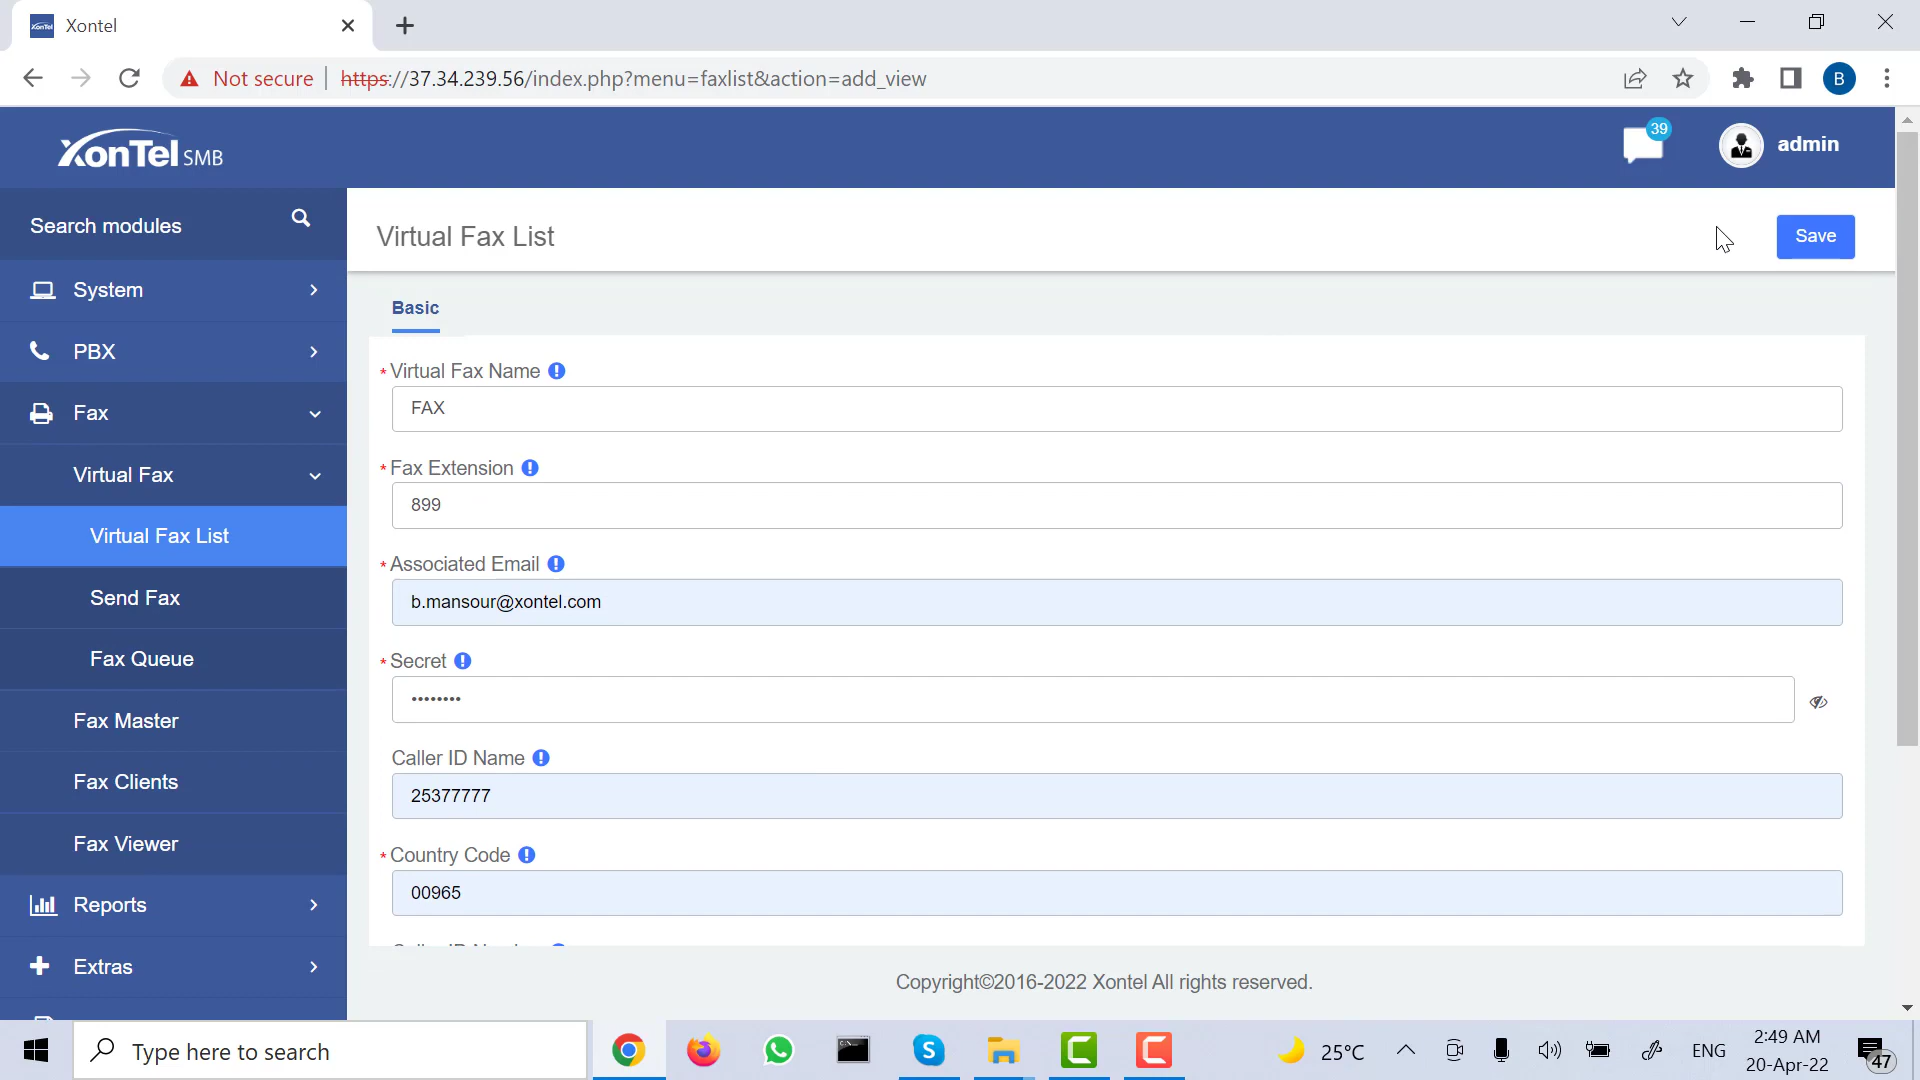 Xontel
Not secure
https://37.34.239.56/index.php?menu=faxlist&action=add_view
B
XonTel SMB
39
admin
Search modules
Virtual Fax List
Save
System
PBX
Fax
Virtual Fax
Virtual Fax List
Send Fax
Fax Queue
Fax Master
Fax Clients
Fax Viewer
Reports
Extras
Basic
* Virtual Fax Name
FAX
* Fax Extension
899
* Associated Email
b.mansour@xontel.com
* Secret
••••••••
Caller ID Name
25377777
* Country Code
00965
Copyright©2016-2022 Xontel All rights reserved.
Type here to search
25°C
ENG
2:49 AM
20-Apr-22
47